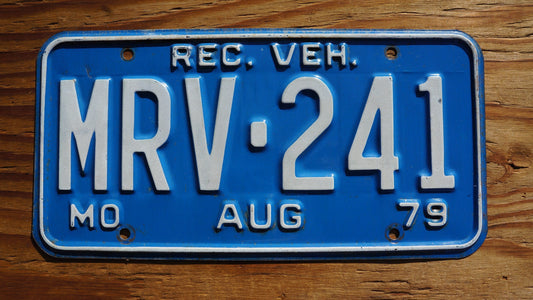 REC. VEH.
MRV·241
MO AUG 79